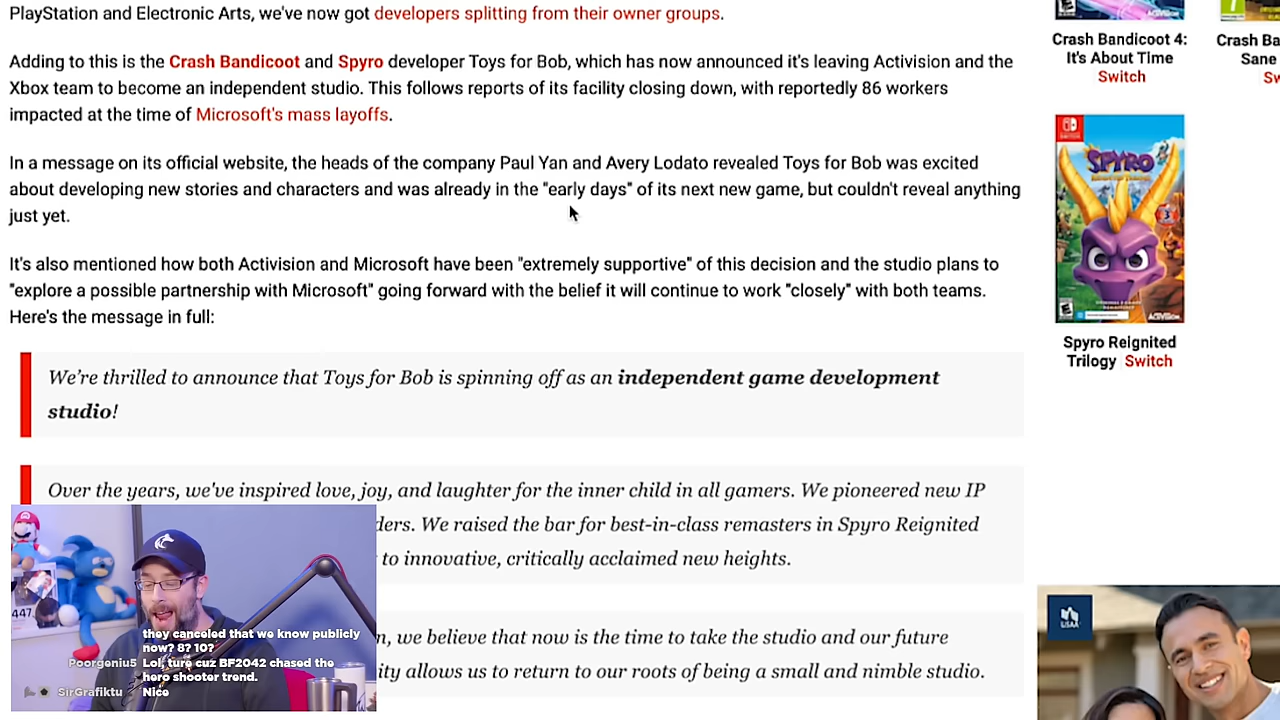 PlayStation and Electronic Arts, we've now got developers splitting from their owner groups.
Adding to this is the Crash Bandicoot and Spyro developer Toys for Bob, which has now announced it's leaving Activision and the
Xbox team to become an independent studio. This follows reports of its facility closing down, with reportedly 86 workers
impacted at the time of Microsoft's mass layoffs.
In a message on its official website, the heads of the company Paul Yan and Avery Lodato revealed Toys for Bob was excited
about developing new stories and characters and was already in the "early days" of its next new game, but couldn't reveal anything
just yet.
It's also mentioned how both Activision and Microsoft have been "extremely supportive" of this decision and the studio plans to
"explore a possible partnership with Microsoft" going forward with the belief it will continue to work "closely" with both teams.
Here's the message in full:
We're thrilled to announce that Toys for Bob is spinning off as an independent game development
studio!
Over the years, we've inspired love, joy, and laughter for the inner child in all gamers. We pioneered new IP
ders. We raised the bar for best-in-class remasters in Spyro Reignited
to innovative, critically acclaimed new heights.
n, we believe that now is the time to take the studio and our future
ity allows us to return to our roots of being a small and nimble studio.
ACTIVISION
Crash Bandicoot 4:
It's About Time
Switch
Crash Ba
Sane
Sw
SPYRO
ACTIVISION
Spyro Reignited
Trilogy Switch
USAA
447
they canceled that we know publicly
now? 8? 10?
Poorgenius5 Lol, ture cuz BF2042 chased the
hero shooter trend.
SirGrafiktu Nice